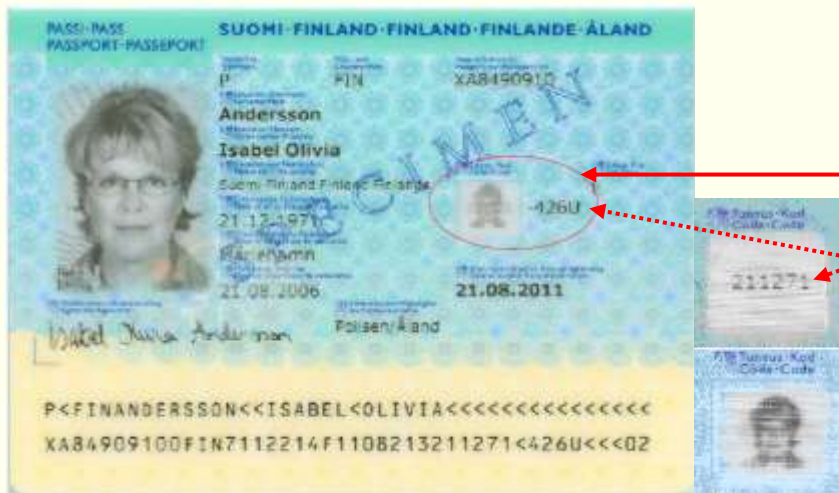 PASSI·PASS
PASSPORT·PASSEPORT
SUOMI·FINLAND·FINLAND·FINLANDE·ÅLAND
P FIN XA8490910
Andersson
Isabel Olivia
Suomi Finland Finland Finlande
-426U
21.12.1971
Mariehamn
21.08.2006 21.08.2011
Polisen/Åland
Isabel Olivia Andersson
SPECIMEN
P<FINANDERSSON<<ISABEL<OLIVIA<<<<<<<<<<<<<<<
XA84909100FIN7112214F1108213211271<426U<<<02
Tunnus·Kod
Code·Code
211271
Tunnus·Kod
Code·Code